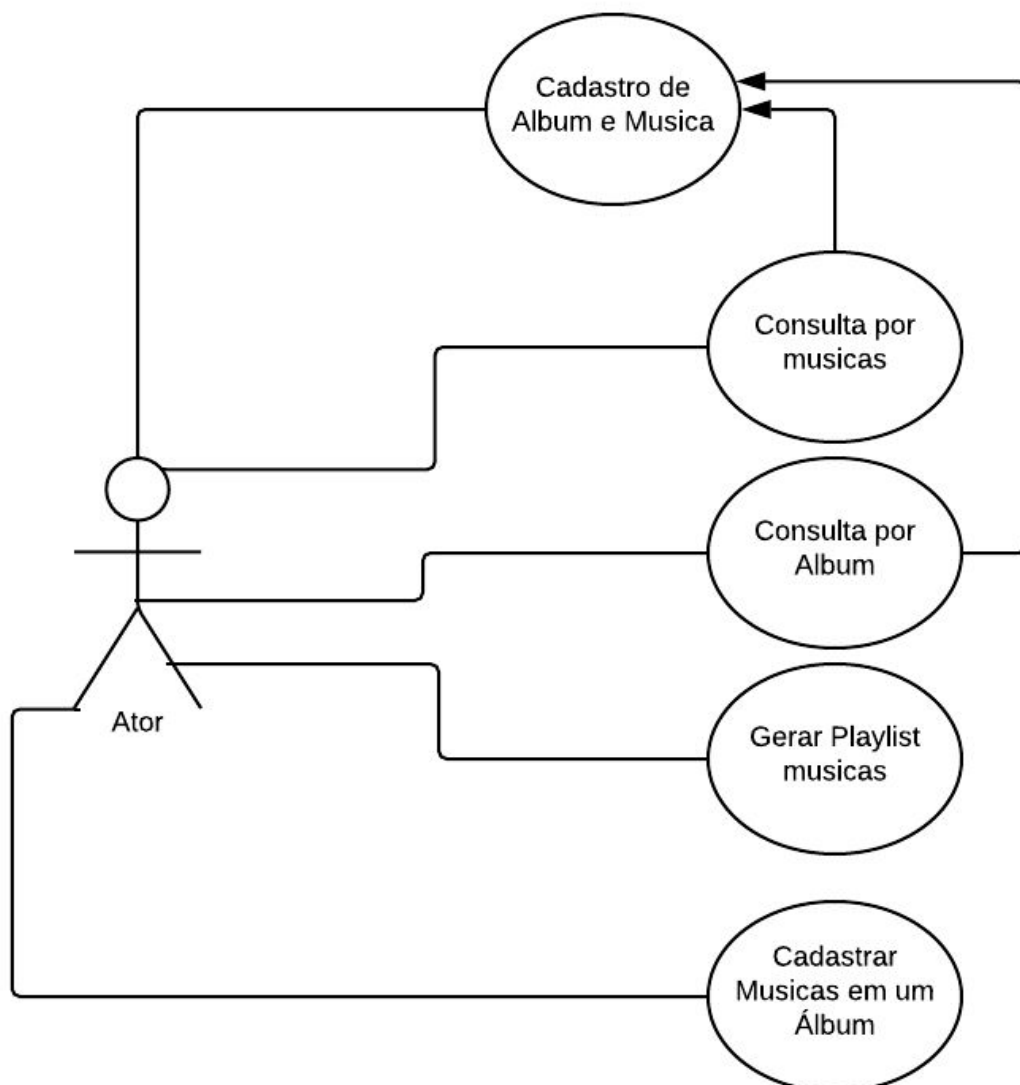 Cadastro de
Album e Musica
Consulta por
musicas
Consulta por
Album
Ator
Gerar Playlist
musicas
Cadastrar
Musicas em um
Álbum